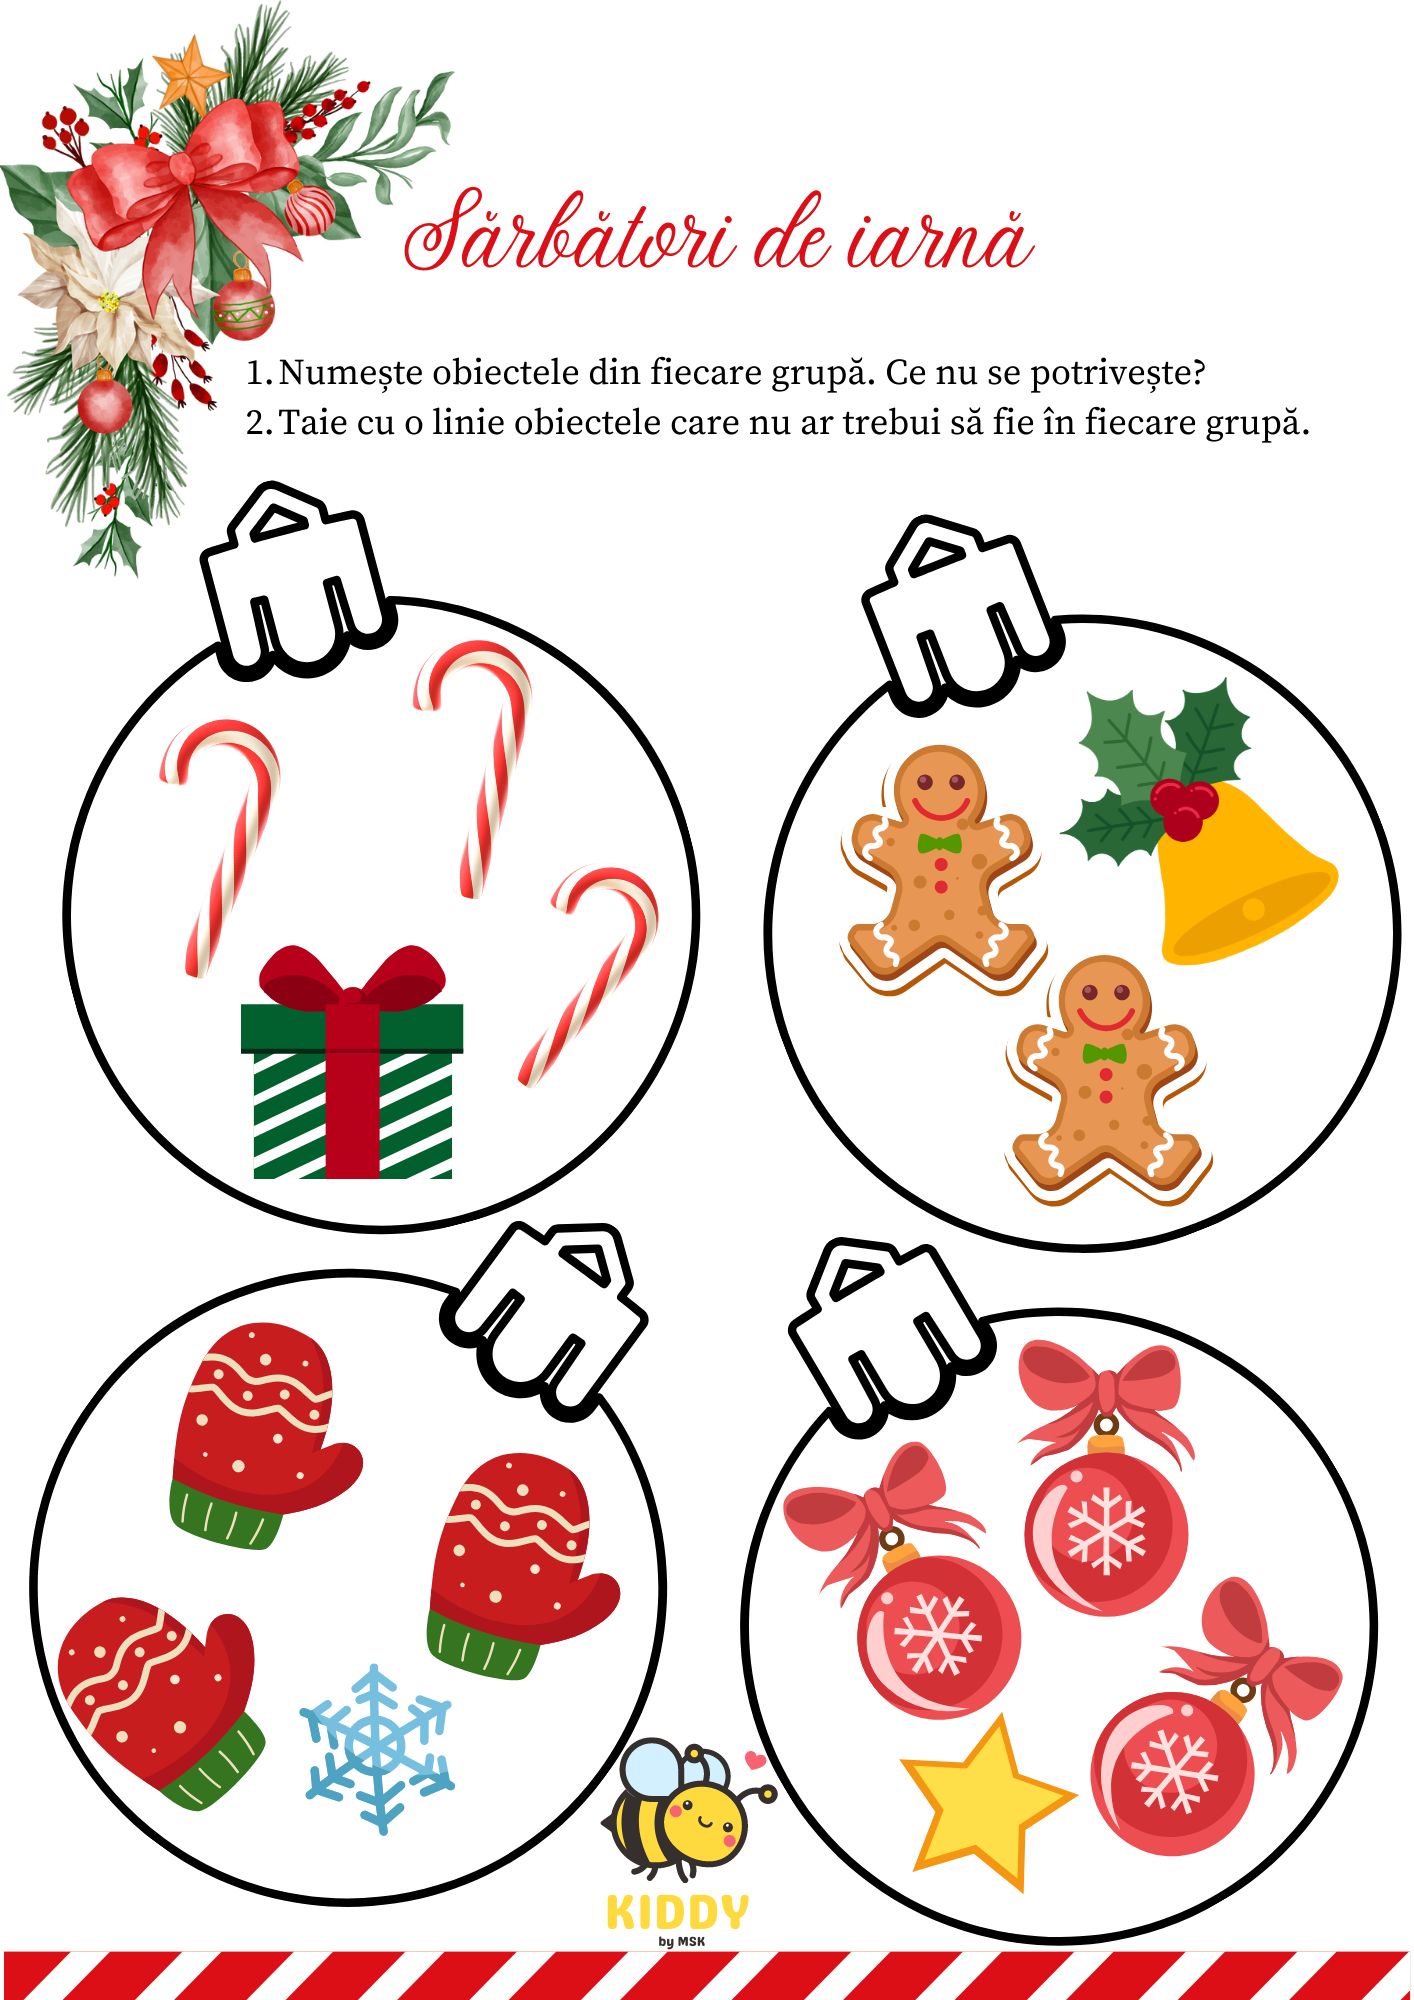 Sărbători de iarnă
1. Numește obiectele din fiecare grupă. Ce nu se potrivește?
2. Taie cu o linie obiectele care nu ar trebui să fie în fiecare grupă.
KIDDY
by MSK